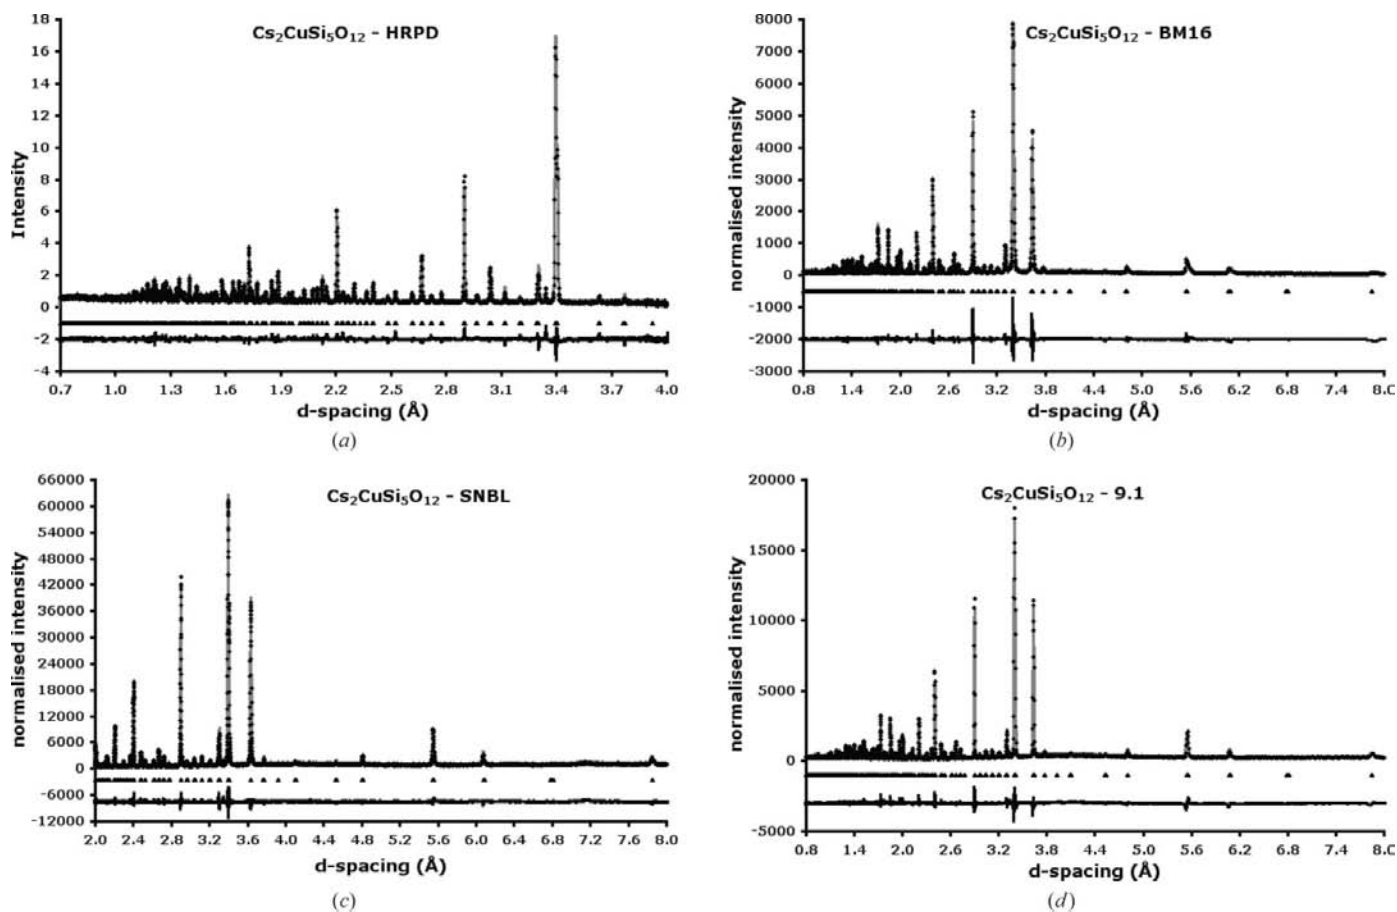 Cs2CuSi5O12 - HRPD
Intensity
18
16
14
12
10
8
6
4
2
0
-2
-4
0.7 1.0 1.3 1.6 1.9 2.2 2.5 2.8 3.1 3.4 3.7 4.0
d-spacing (Å)
(a)
Cs2CuSi5O12 - BM16
normalised intensity
8000
7000
6000
5000
4000
3000
2000
1000
0
-1000
-2000
-3000
0.8 1.4 2.0 2.6 3.2 3.8 4.4 5.0 5.6 6.2 6.8 7.4 8.0
d-spacing (Å)
(b)
Cs2CuSi5O12 - SNBL
normalised intensity
66000
60000
54000
48000
42000
36000
30000
24000
18000
12000
6000
0
-6000
-12000
2.0 2.4 2.8 3.2 3.6 4.0 4.4 4.8 5.2 5.6 6.0 6.4 6.8 7.2 7.6 8.0
d-spacing (Å)
(c)
Cs2CuSi5O12 - 9.1
normalised intensity
20000
15000
10000
5000
0
-5000
0.8 1.4 2.0 2.6 3.2 3.8 4.4 5.0 5.6 6.2 6.8 7.4 8.0
d-spacing (Å)
(d)